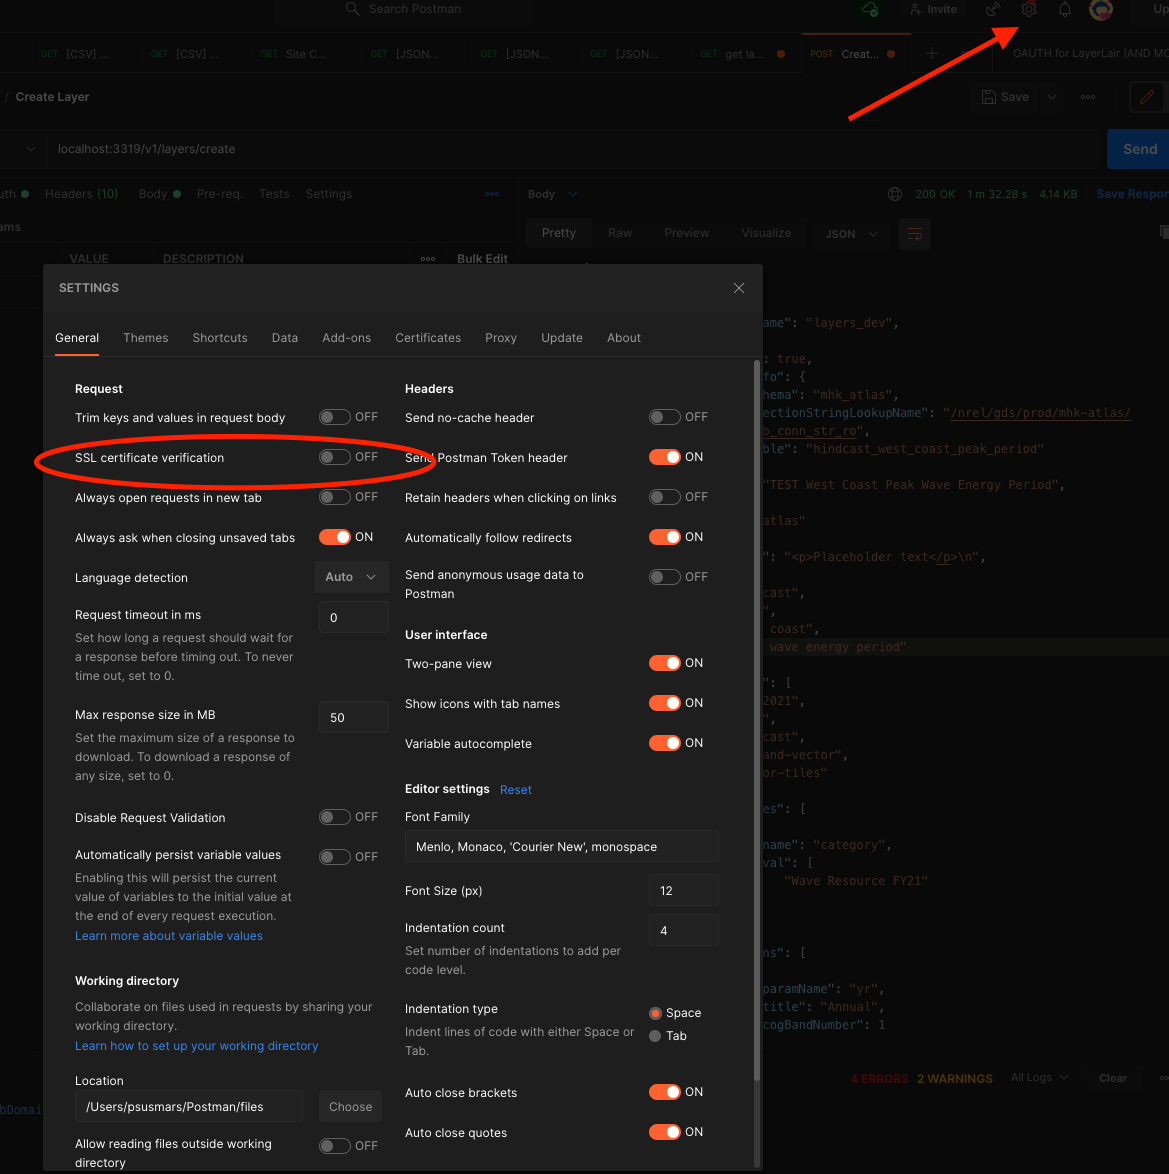 Search Postman
Invite
Up
GET [CSV] ...
GET [CSV] ...
GET Site C...
GET [JSON...
GET [JSON...
GET [JSON...
GET get la...
POST Creat...
OAUTH for LayerLair (AND MO
/ Create Layer
Save
localhost:3319/v1/layers/create
Send
uth
Headers (10)
Body
Pre-req.
Tests
Settings
Body
200 OK
1 m 32.28 s
4.14 KB
Save Respon
ams
Pretty
Raw
Preview
Visualize
JSON
VALUE
DESCRIPTION
Bulk Edit
SETTINGS
General
Themes
Shortcuts
Data
Add-ons
Certificates
Proxy
Update
About
Request
Trim keys and values in request body
OFF
SSL certificate verification
OFF
Always open requests in new tab
OFF
Always ask when closing unsaved tabs
ON
Language detection
Auto
Request timeout in ms
0
Set how long a request should wait for
a response before timing out. To never
time out, set to 0.
Max response size in MB
50
Set the maximum size of a response to
download. To download a response of
any size, set to 0.
Disable Request Validation
OFF
Automatically persist variable values
OFF
Enabling this will persist the current
value of variables to the initial value at
the end of every request execution.
Learn more about variable values
Working directory
Collaborate on files used in requests by sharing your
working directory.
Learn how to set up your working directory
Location
/Users/psusmars/Postman/files
Choose
Allow reading files outside working
directory
OFF
Headers
Send no-cache header
OFF
Send Postman Token header
ON
Retain headers when clicking on links
OFF
Automatically follow redirects
ON
Send anonymous usage data to
Postman
OFF
User interface
Two-pane view
ON
Show icons with tab names
ON
Variable autocomplete
ON
Editor settings
Reset
Font Family
Menlo, Monaco, 'Courier New', monospace
Font Size (px)
12
Indentation count
4
Set number of indentations to add per
code level.
Indentation type
Indent lines of code with either Space or
Tab.
Space
Tab
Auto close brackets
ON
Auto close quotes
ON
ame": "layers_dev",
: true,
fo": {
hema": "mhk_atlas"
ectionStringLookupName": "/nrel/gds/prod/mhk-atlas/
b_conn_str_ro",
ble": "hindcast_west_coast_peak_period"
"TEST West Coast Peak Wave Energy Period",
atlas"
": "<p>Placeholder text</p>\n",
cast",
",
coast",
wave energy period"
": [
2021",
",
cast",
and-vector",
or-tiles"
es": [
name": "category",
val": [
"Wave Resource FY21"
ns": [
paramName": "yr",
title": "Annual",
cogBandNumber": 1
4 ERRORS
2 WARNINGS
All Logs
Clear
bDomai